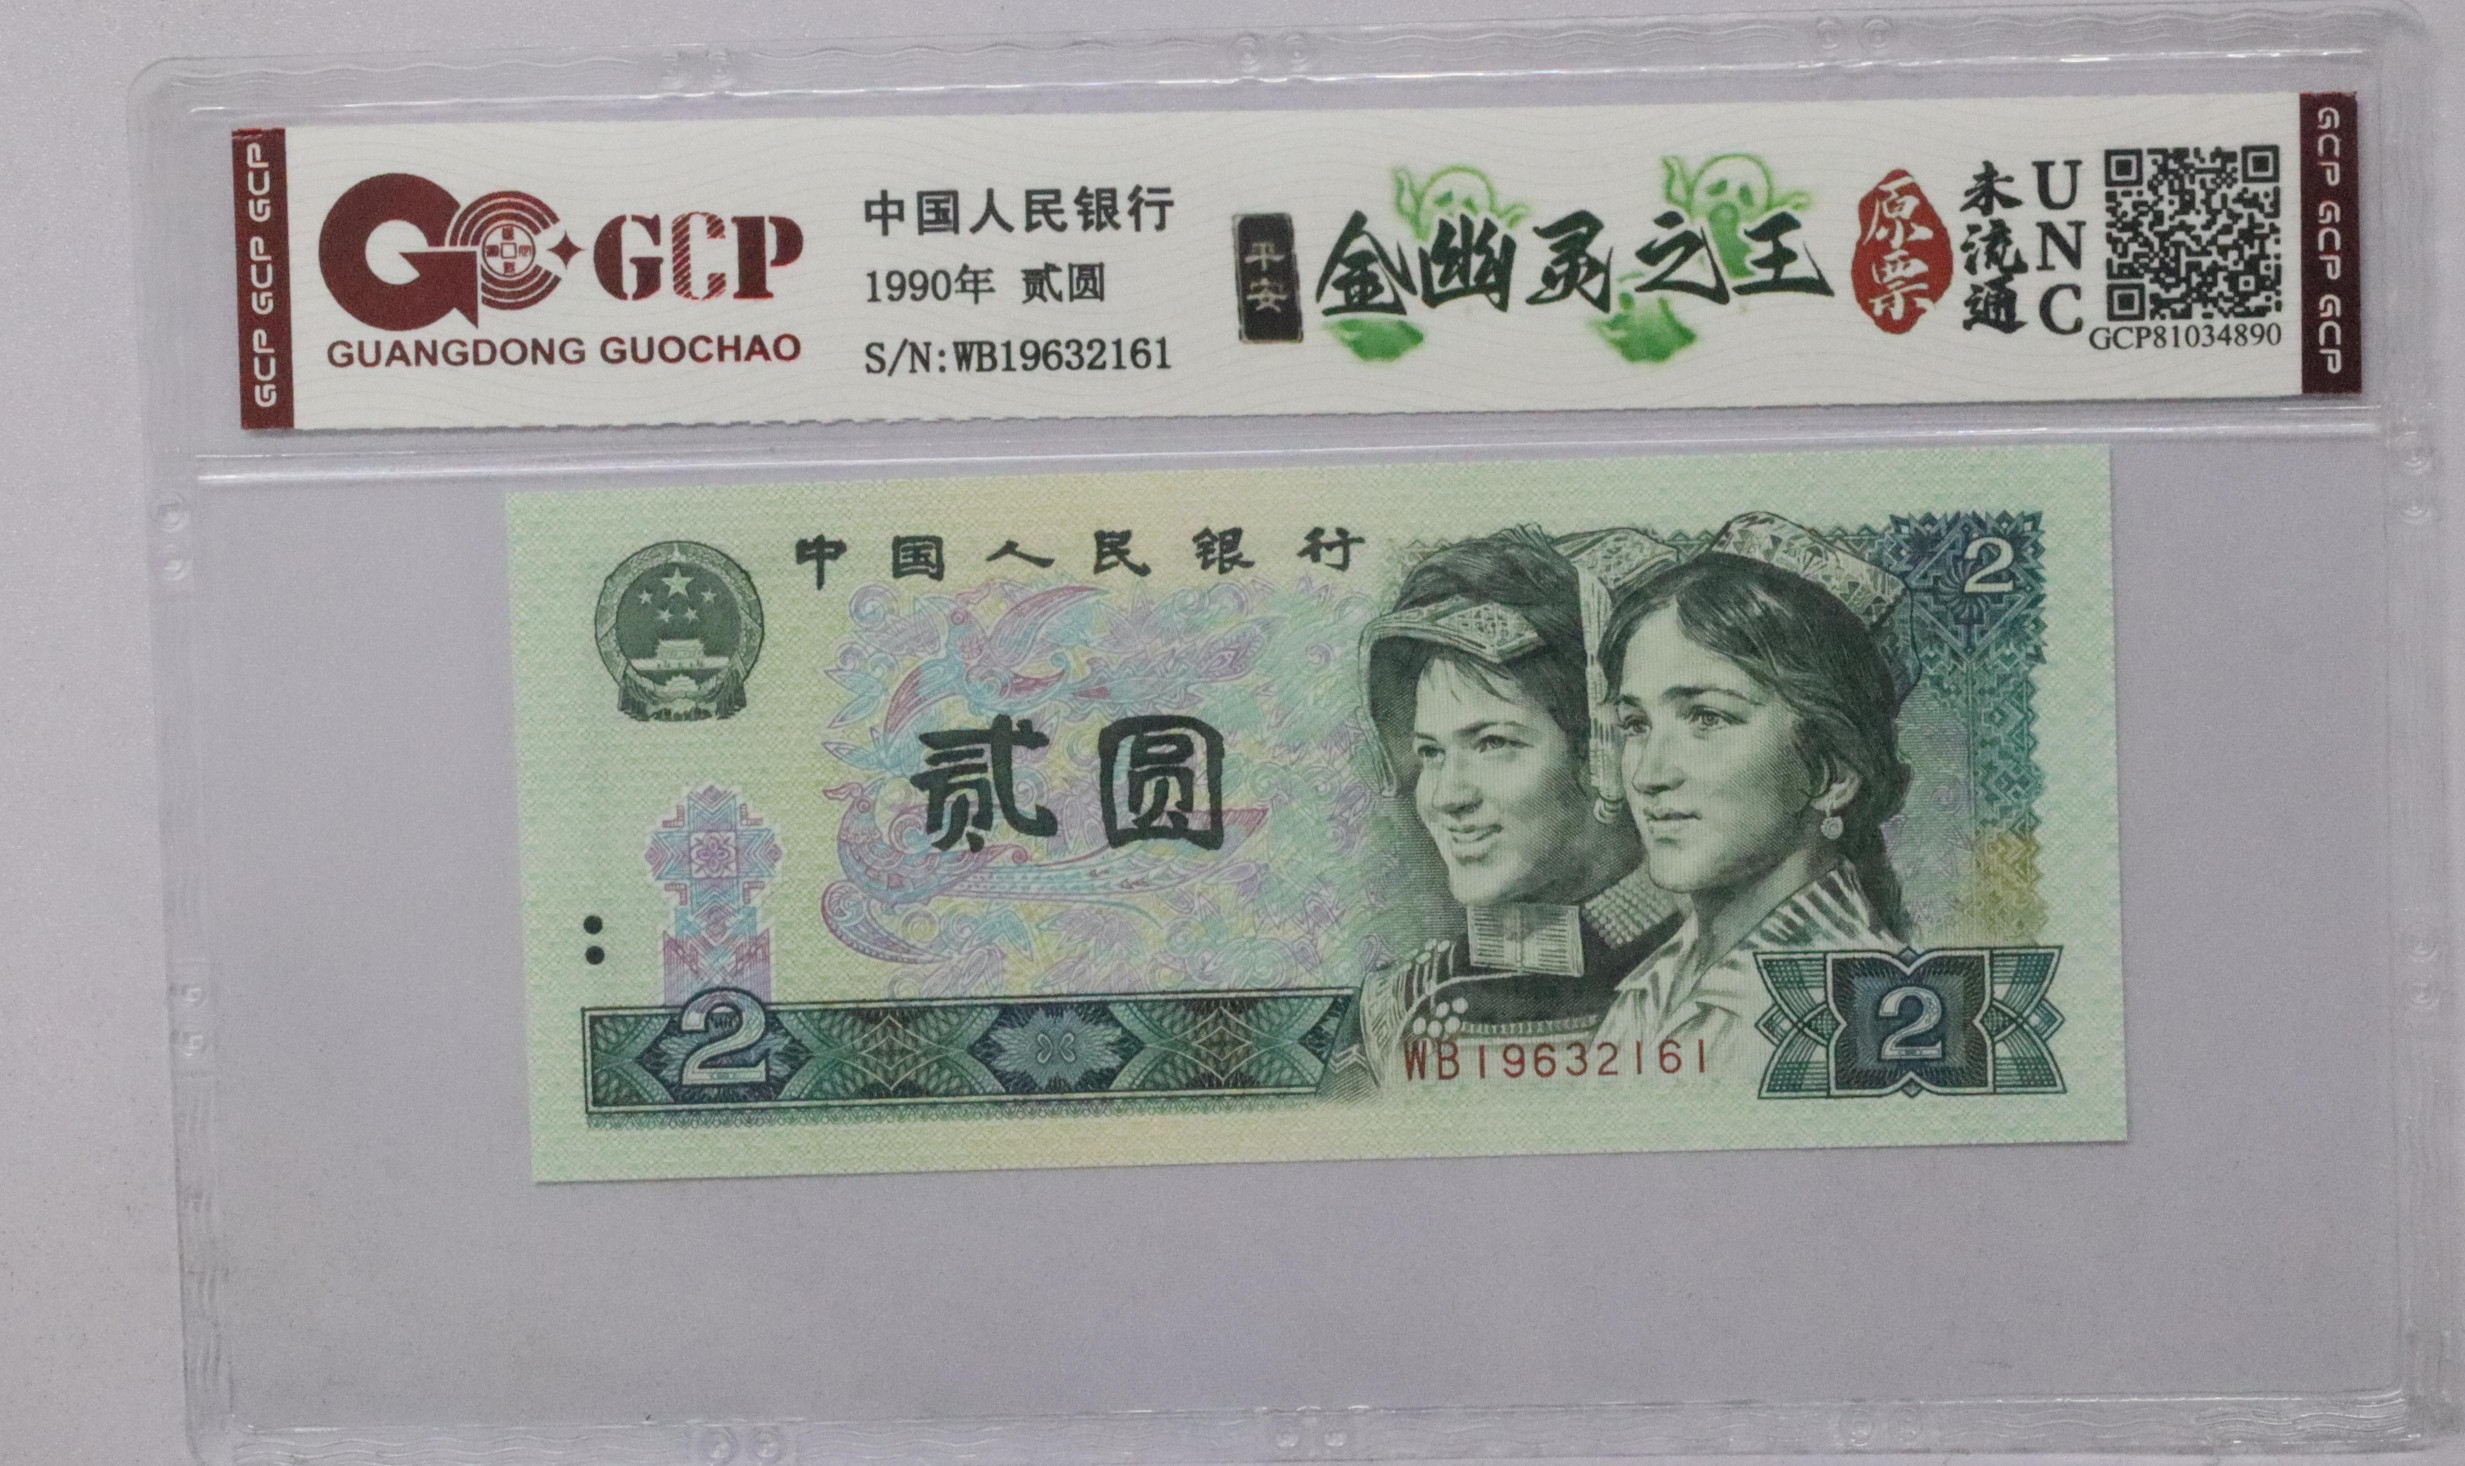 GCP GCP GCP
GCP
GUANGDONG GUOCHAO
中国人民银行
1990年 贰圆
S/N:WB19632161
平安
金幽灵之王
原票
未流通
UNC
GCP81034890
GCP GCP GCP
中国人民银行
2
贰圆
2
WB19632161
2